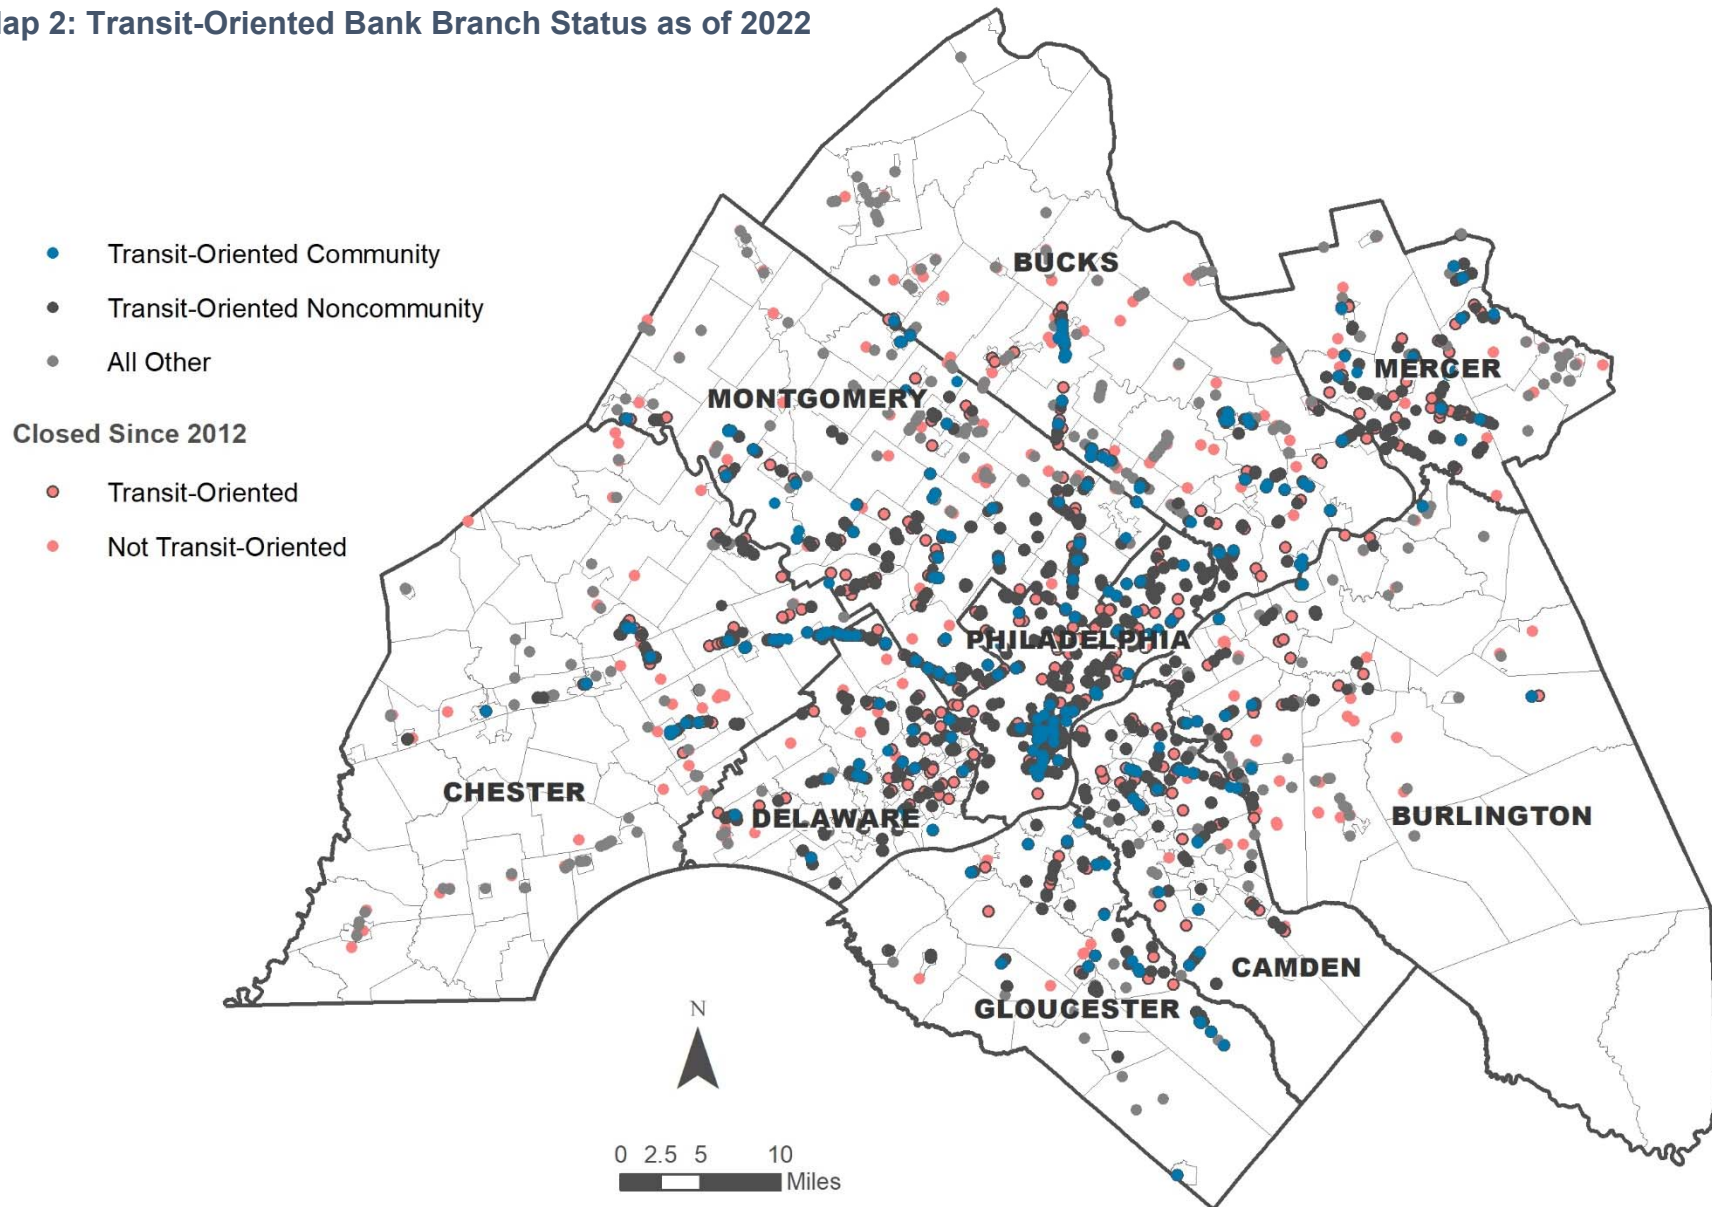 ap 2: Transit-Oriented Bank Branch Status as of 2022
Transit-Oriented Community
Transit-Oriented Noncommunity
All Other
Closed Since 2012
Transit-Oriented
Not Transit-Oriented
BUCKS
MERCER
MONTGOMERY
PHILADELPHIA
CHESTER
DELAWARE
BURLINGTON
CAMDEN
GLOUCESTER
N
0 2.5 5 10
Miles